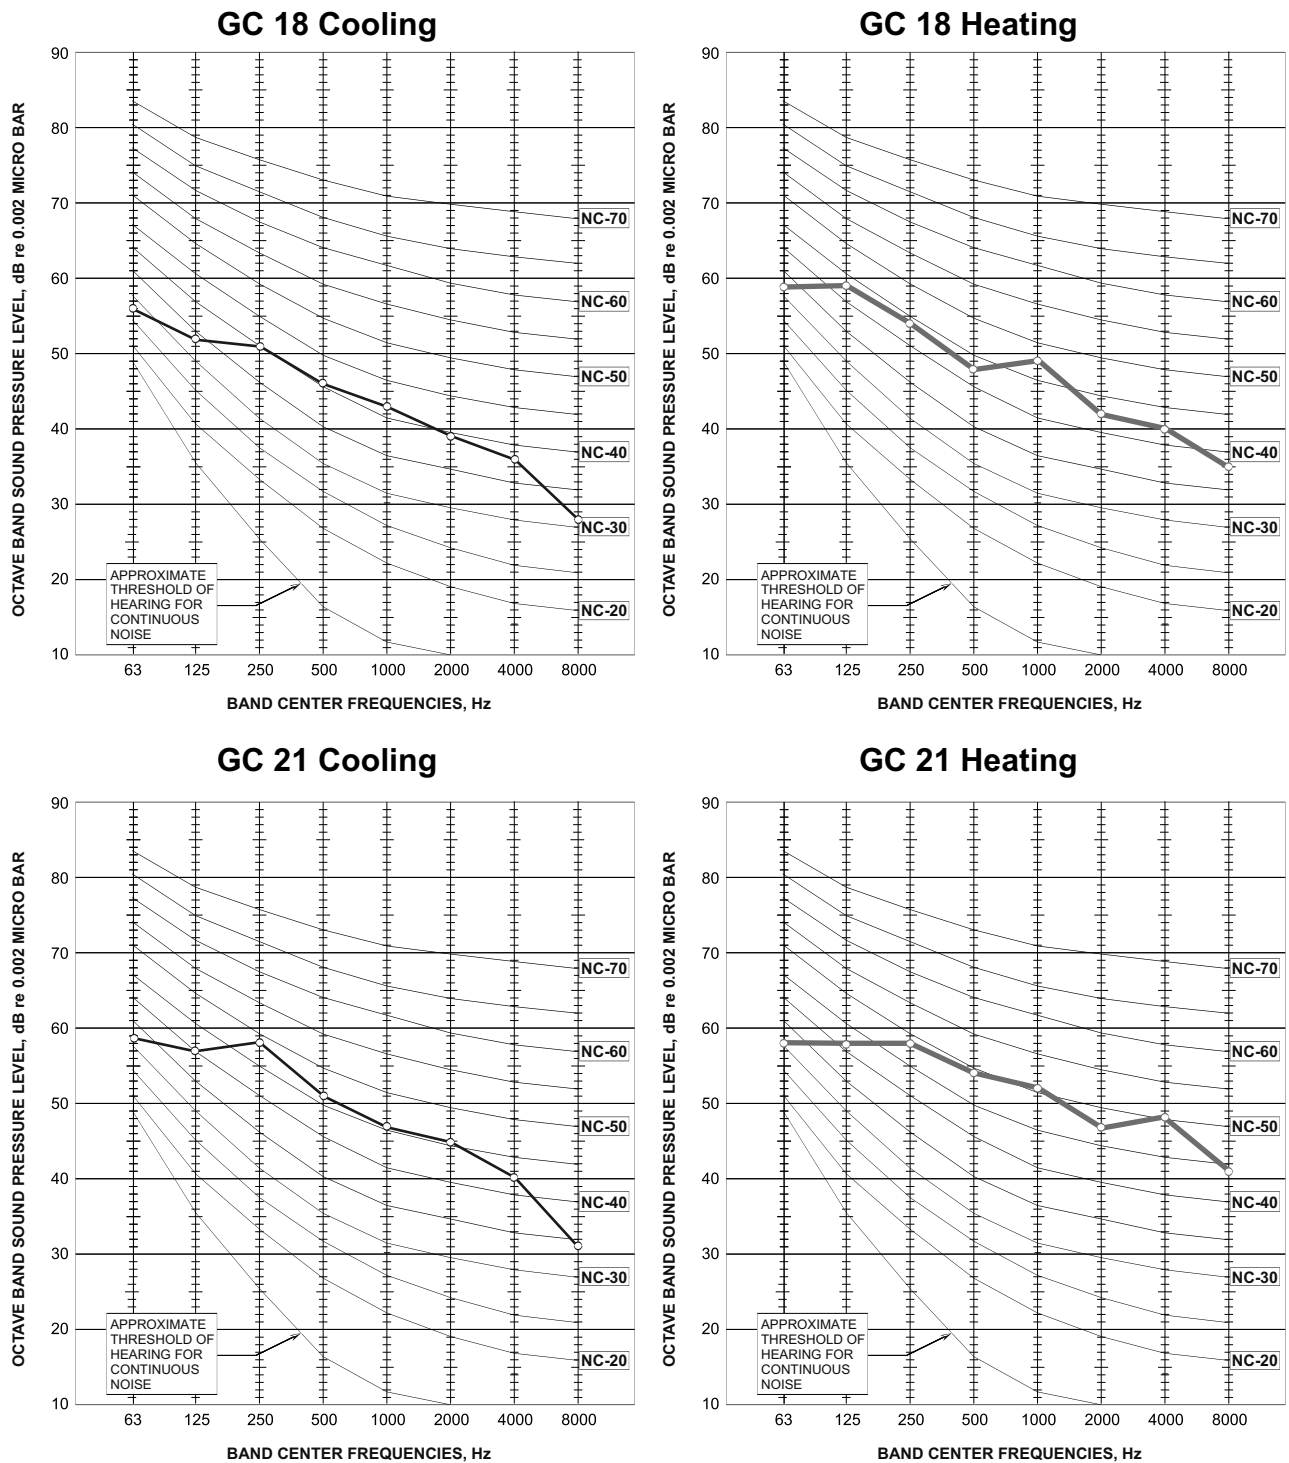 GC 18 Cooling
OCTAVE BAND SOUND PRESSURE LEVEL, dB re 0.002 MICRO BAR
90
80
70
60
50
40
30
20
10
NC-70
NC-60
NC-50
NC-40
NC-30
NC-20
APPROXIMATE
THRESHOLD OF
HEARING FOR
CONTINUOUS
NOISE
63 125 250 500 1000 2000 4000 8000
BAND CENTER FREQUENCIES, Hz
GC 18 Heating
OCTAVE BAND SOUND PRESSURE LEVEL, dB re 0.002 MICRO BAR
90
80
70
60
50
40
30
20
10
NC-70
NC-60
NC-50
NC-40
NC-30
NC-20
APPROXIMATE
THRESHOLD OF
HEARING FOR
CONTINUOUS
NOISE
63 125 250 500 1000 2000 4000 8000
BAND CENTER FREQUENCIES, Hz
GC 21 Cooling
OCTAVE BAND SOUND PRESSURE LEVEL, dB re 0.002 MICRO BAR
90
80
70
60
50
40
30
20
10
NC-70
NC-60
NC-50
NC-40
NC-30
NC-20
APPROXIMATE
THRESHOLD OF
HEARING FOR
CONTINUOUS
NOISE
63 125 250 500 1000 2000 4000 8000
BAND CENTER FREQUENCIES, Hz
GC 21 Heating
OCTAVE BAND SOUND PRESSURE LEVEL, dB re 0.002 MICRO BAR
90
80
70
60
50
40
30
20
10
NC-70
NC-60
NC-50
NC-40
NC-30
NC-20
APPROXIMATE
THRESHOLD OF
HEARING FOR
CONTINUOUS
NOISE
63 125 250 500 1000 2000 4000 8000
BAND CENTER FREQUENCIES, Hz